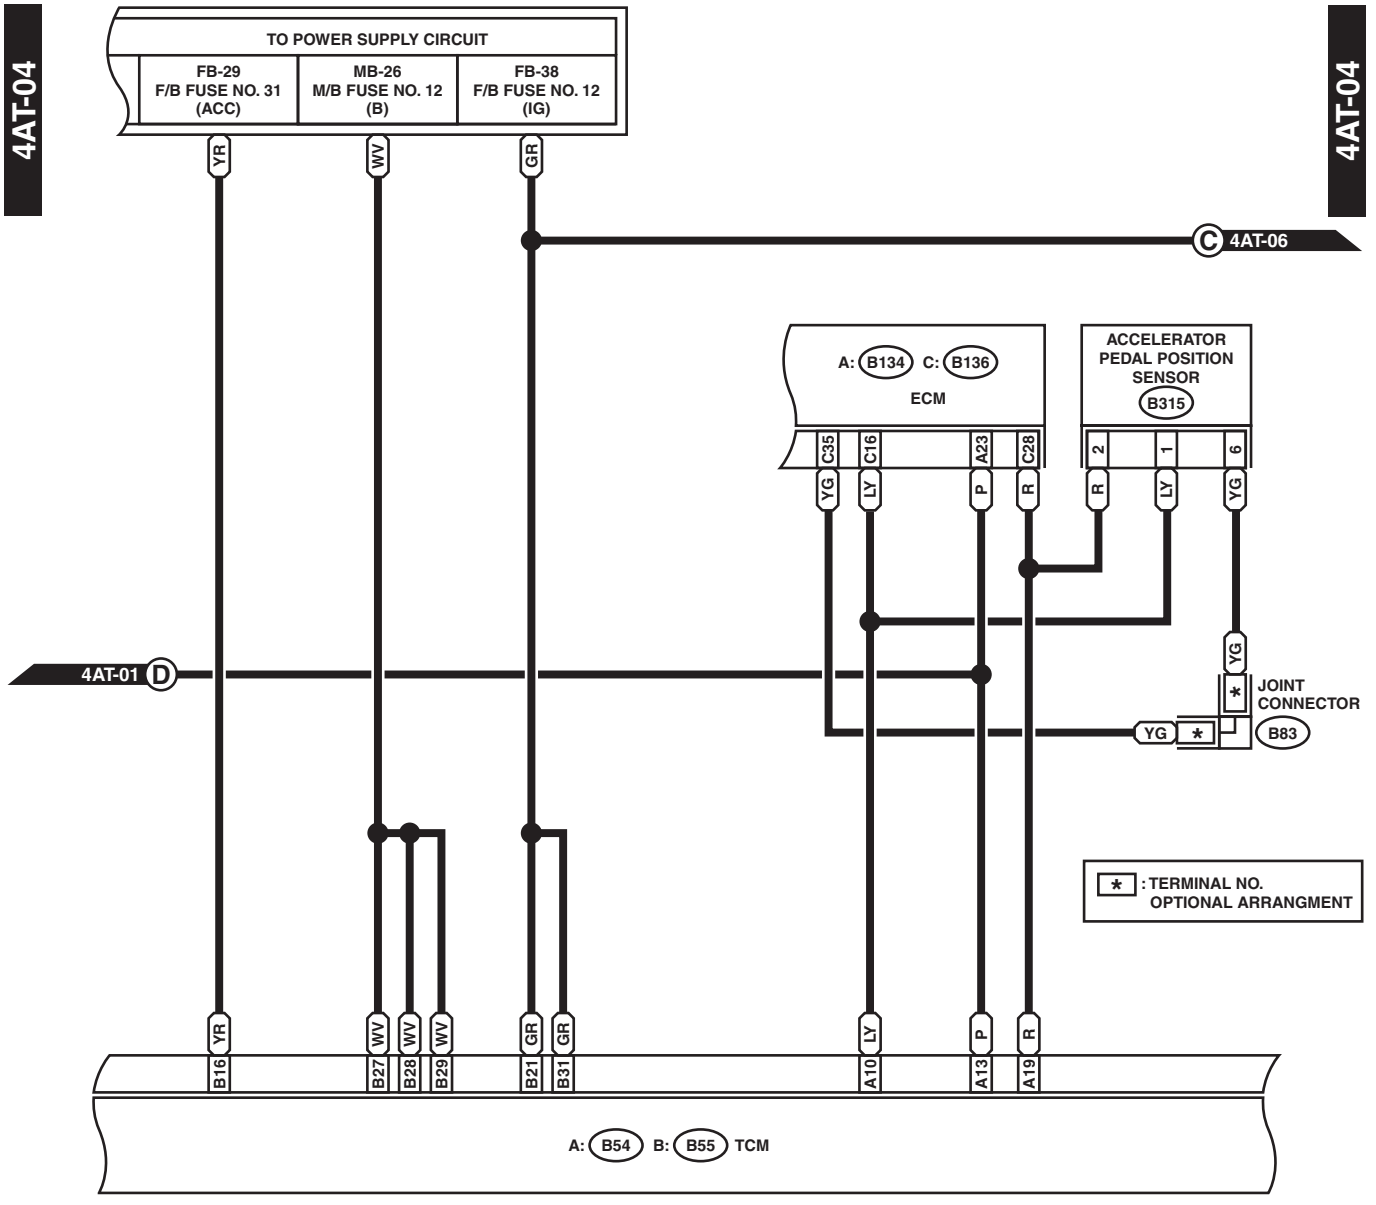 4AT-04
4AT-04
TO POWER SUPPLY CIRCUIT
FB-29
F/B FUSE NO. 31
(ACC)
MB-26
M/B FUSE NO. 12
(B)
FB-38
F/B FUSE NO. 12
(IG)
YR
WV
GR
C 4AT-06
A: B134 C: B136
ECM
ACCELERATOR
PEDAL POSITION
SENSOR
B315
C35
C16
A23
C28
2
1
6
YG
LY
P
R
R
LY
YG
4AT-01 D
YG
*
JOINT
CONNECTOR
YG
*
B83
* : TERMINAL NO.
OPTIONAL ARRANGMENT
YR
WV
WV
WV
GR
GR
LY
P
R
B16
B27
B28
B29
B21
B31
A10
A13
A19
A: B54 B: B55 TCM